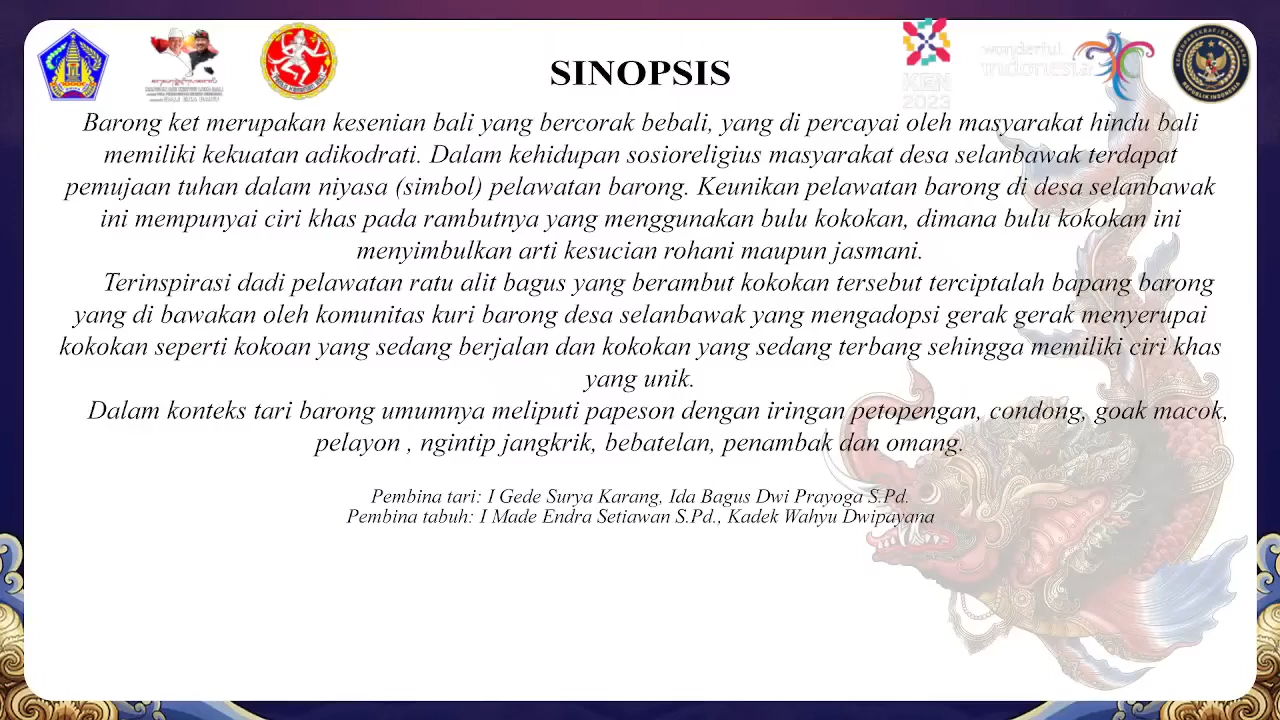 KEN
2023
wonderful
indonesia
SINOPSIS
Barong ket merupakan kesenian bali yang bercorak bebali, yang di percayai oleh masyarakat hindu bali
memiliki kekuatan adikodrati. Dalam kehidupan sosioreligius masyarakat desa selanbawak terdapat
pemujaan tuhan dalam niyasa (simbol) pelawatan barong. Keunikan pelawatan barong di desa selanbawak
ini mempunyai ciri khas pada rambutnya yang menggunakan bulu kokokan, dimana bulu kokokan ini
menyimbulkan arti kesucian rohani maupun jasmani.
Terinspirasi dadi pelawatan ratu alit bagus yang berambut kokokan tersebut terciptalah bapang barong
yang di bawakan oleh komunitas kuri barong desa selanbawak yang mengadopsi gerak gerak menyerupai
kokokan seperti kokoan yang sedang berjalan dan kokokan yang sedang terbang sehingga memiliki ciri khas
yang unik.
Dalam konteks tari barong umumnya meliputi papeson dengan iringan petopengan, condong, goak macok,
pelayon , ngintip jangkrik, bebatelan, penambak dan omang.
Pembina tari: I Gede Surya Karang, Ida Bagus Dwi Prayoga S.Pd.
Pembina tabuh: I Made Endra Setiawan S.Pd., Kadek Wahyu Dwipayana